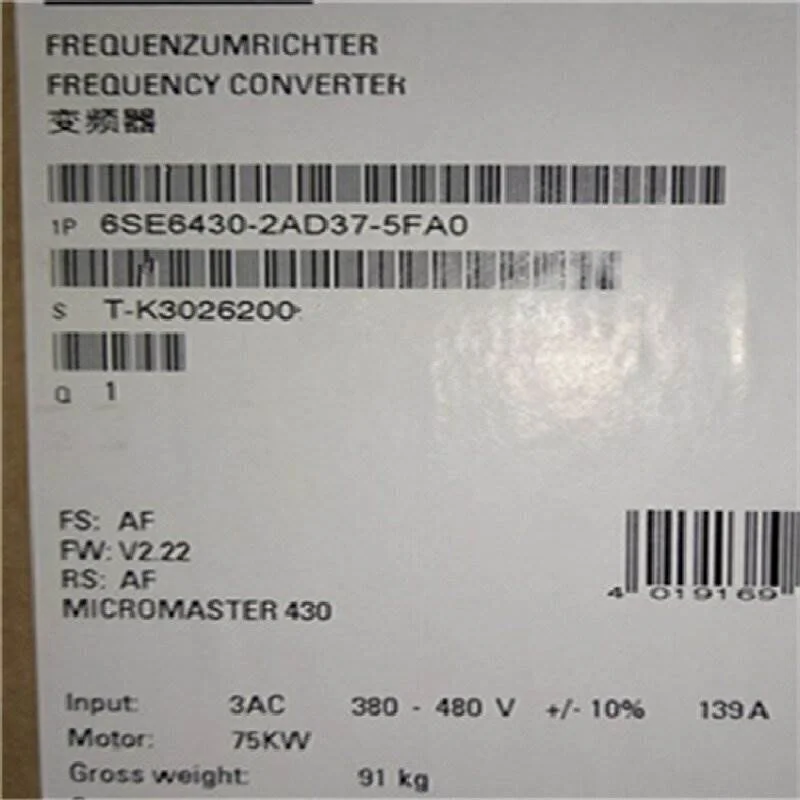 FREQUENZUMRICHTER
FREQUENCY CONVERTER
变频器
1P 6SE6430-2AD37-5FA0
S T-K3026200
Q 1
FS: AF
FW: V2.22
RS: AF
MICROMASTER 430
4 019169
Input: 3AC 380 - 480 V +/- 10% 139A
Motor: 75KW
Gross weight: 91 kg